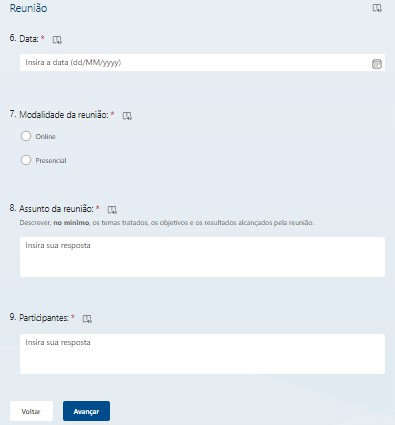 Reunião
6. Data: *
Insira a data (dd/MM/yyyy)
7. Modalidade da reunião: *
Online
Presencial
8. Assunto da reunião: *
Descrever, no mínimo, os temas tratados, os objetivos e os resultados alcançados pela reunião.
Insira sua resposta
9. Participantes: *
Insira sua resposta
Voltar
Avançar